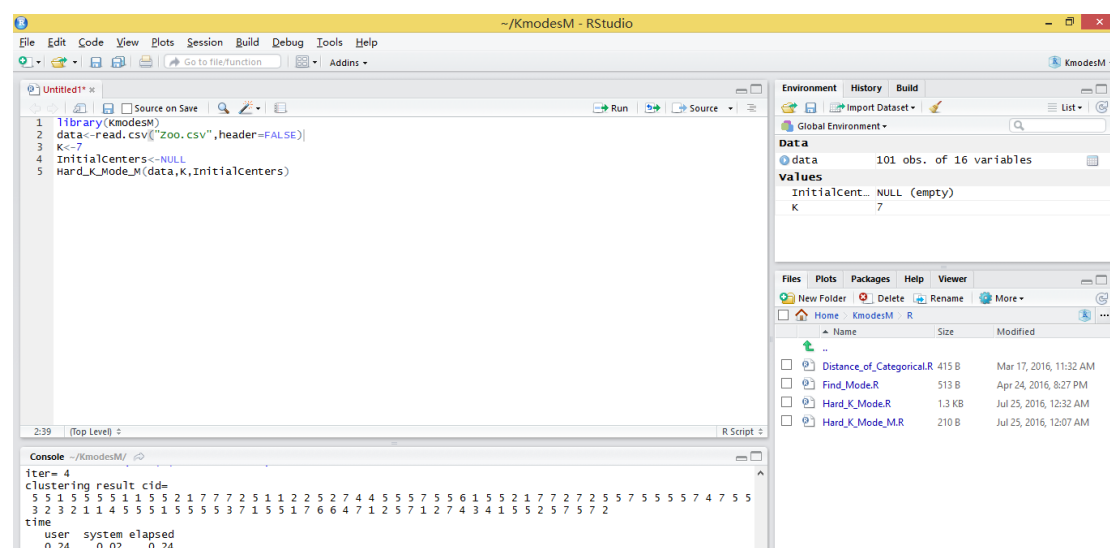 ~/KmodesM - RStudio
File Edit Code View Plots Session Build Debug Tools Help
Go to file/function Addins KmodesM
Untitled1* ×
Source on Save Run Source
1 library(KmodesM)
2 data<-read.csv("Zoo.csv",header=FALSE)
3 K<-7
4 InitialCenters<-NULL
5 Hard_K_Mode_M(data,K,InitialCenters)
2:39 (Top Level) R Script
Console ~/KmodesM/
iter= 4
clustering result cid=
5 5 1 5 5 5 5 1 1 5 5 2 1 7 7 7 2 5 1 1 2 2 5 2 7 4 4 5 5 5 7 5 5 6 1 5 5 2 1 7 7 2 7 2 5 5 7 5 5 5 5 7 4 7 5 5
3 2 3 2 1 1 4 5 5 5 1 5 5 5 5 3 7 1 5 5 1 7 6 6 4 7 1 2 5 7 1 2 7 4 3 4 1 5 5 2 5 7 5 7 2
time
user system elapsed
0.24 0.02 0.24
Environment History Build
Import Dataset List
Global Environment
Data
data 101 obs. of 16 variables
Values
InitialCent… NULL (empty)
K 7
Files Plots Packages Help Viewer
New Folder Delete Rename More
Home KmodesM R
Name Size Modified
..
Distance_of_Categorical.R 415 B Mar 17, 2016, 11:32 AM
Find_Mode.R 513 B Apr 24, 2016, 8:27 PM
Hard_K_Mode.R 1.3 KB Jul 25, 2016, 12:32 AM
Hard_K_Mode_M.R 210 B Jul 25, 2016, 12:07 AM